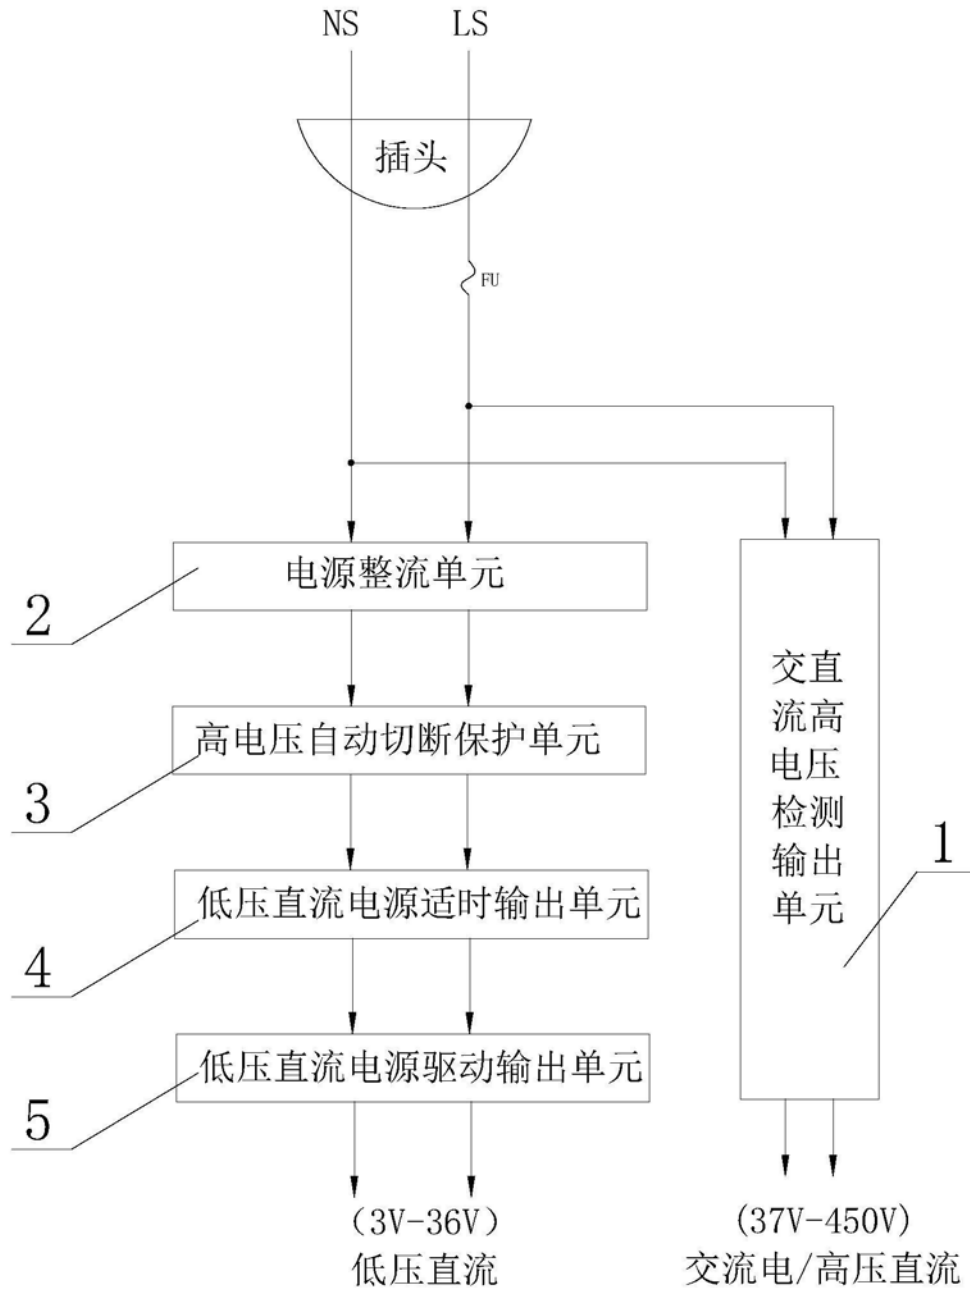 NS LS
插头
FU
电源整流单元
2
高电压自动切断保护单元
3
低压直流电源适时输出单元
4
低压直流电源驱动输出单元
5
交直
流高
电压
检测
输出
单元
1
（3V-36V）
低压直流
(37V-450V)
交流电/高压直流